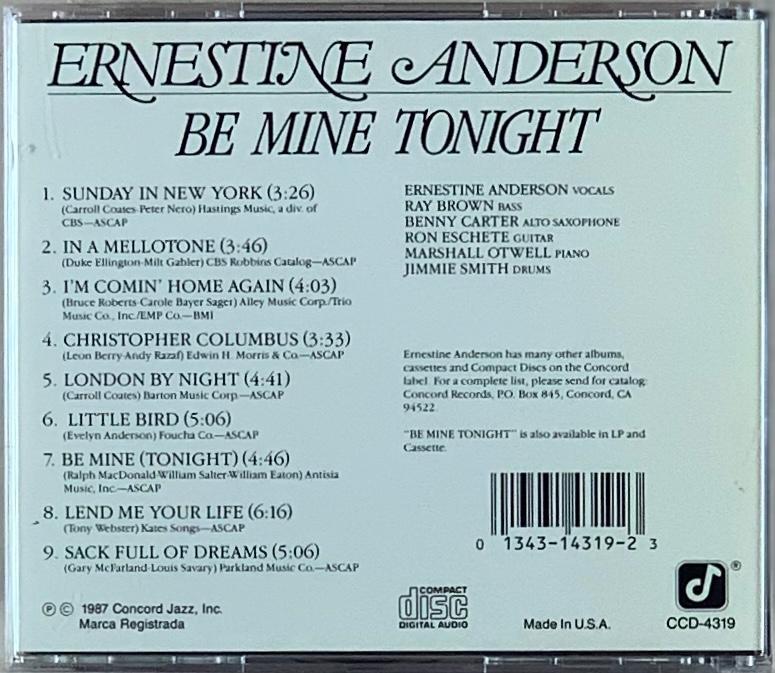 ERNESTINE ANDERSON
BE MINE TONIGHT
1. SUNDAY IN NEW YORK (3:26)
(Carroll Coates-Peter Nero) Hastings Music, a div. of
CBS—ASCAP
2. IN A MELLOTONE (3:46)
(Duke Ellington-Milt Gabler) CBS Robbins Catalog—ASCAP
3. I'M COMIN' HOME AGAIN (4:03)
(Bruce Roberts-Carole Bayer Sager) Alley Music Corp./Trio
Music Co., Inc./EMP Co.—BMI
4. CHRISTOPHER COLUMBUS (3:33)
(Leon Berry-Andy Razaf) Edwin H. Morris & Co.—ASCAP
5. LONDON BY NIGHT (4:41)
(Carroll Coates) Barton Music Corp.—ASCAP
6. LITTLE BIRD (5:06)
(Evelyn Anderson) Foucha Co.—ASCAP
7. BE MINE (TONIGHT) (4:46)
(Ralph MacDonald-William Salter-William Eaton) Antisia
Music, Inc.—ASCAP
8. LEND ME YOUR LIFE (6:16)
(Tony Webster) Kates Songs—ASCAP
9. SACK FULL OF DREAMS (5:06)
(Gary McFarland-Louis Savary) Parkland Music Co.—ASCAP
ERNESTINE ANDERSON VOCALS
RAY BROWN BASS
BENNY CARTER ALTO SAXOPHONE
RON ESCHETE GUITAR
MARSHALL OTWELL PIANO
JIMMIE SMITH DRUMS
Ernestine Anderson has many other albums,
cassettes and Compact Discs on the Concord
label. For a complete list, please send for catalog:
Concord Records, P.O. Box 845, Concord, CA
94522.
"BE MINE TONIGHT" is also available in LP and
Cassette.
0 1343-14319-2 3
℗ © 1987 Concord Jazz, Inc.
Marca Registrada
COMPACT
disc
DIGITAL AUDIO
Made in U.S.A.
®
CCD-4319